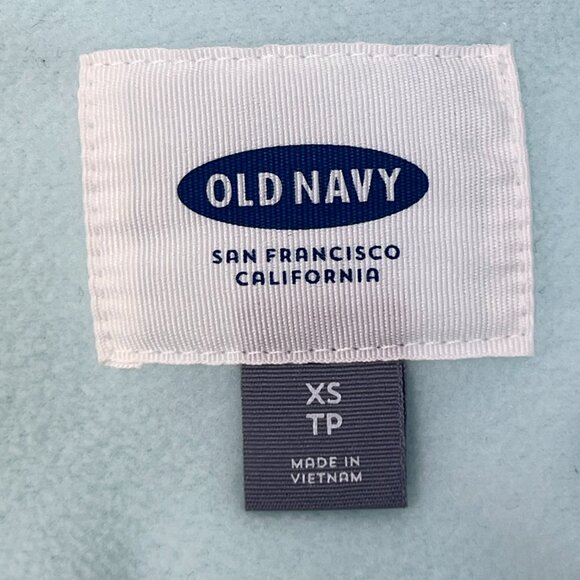 OLD NAVY
SAN FRANCISCO
CALIFORNIA
XS
TP
MADE IN
VIETNAM